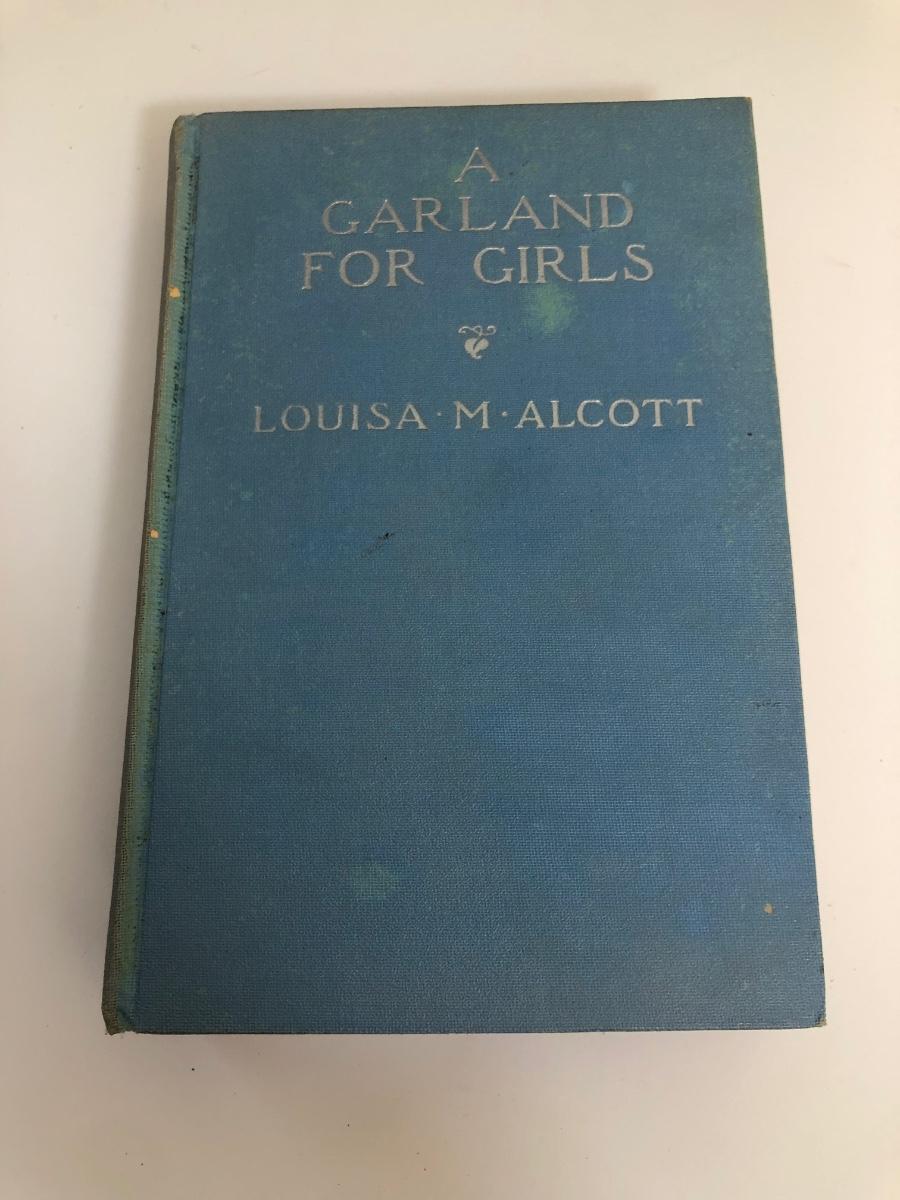 A
GARLAND
FOR GIRLS
LOUISA · M · ALCOTT